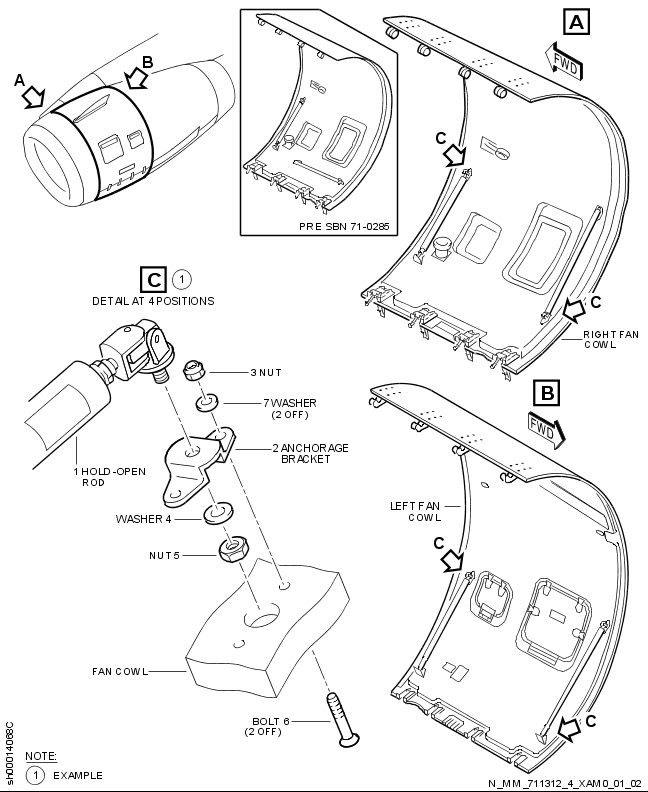 A
B
PRE SBN 71-0285
A
FWD
C
C
RIGHT FAN
COWL
C 1
DETAIL AT 4 POSITIONS
3 NUT
7 WASHER
(2 OFF)
2 ANCHORAGE
BRACKET
1 HOLD-OPEN
ROD
WASHER 4
NUT 5
FAN COWL
BOLT 6
(2 OFF)
B
FWD
LEFT FAN
COWL
C
C
sh00014068C
NOTE:
1 EXAMPLE
N_MM_711312_4_XAM0_01_02